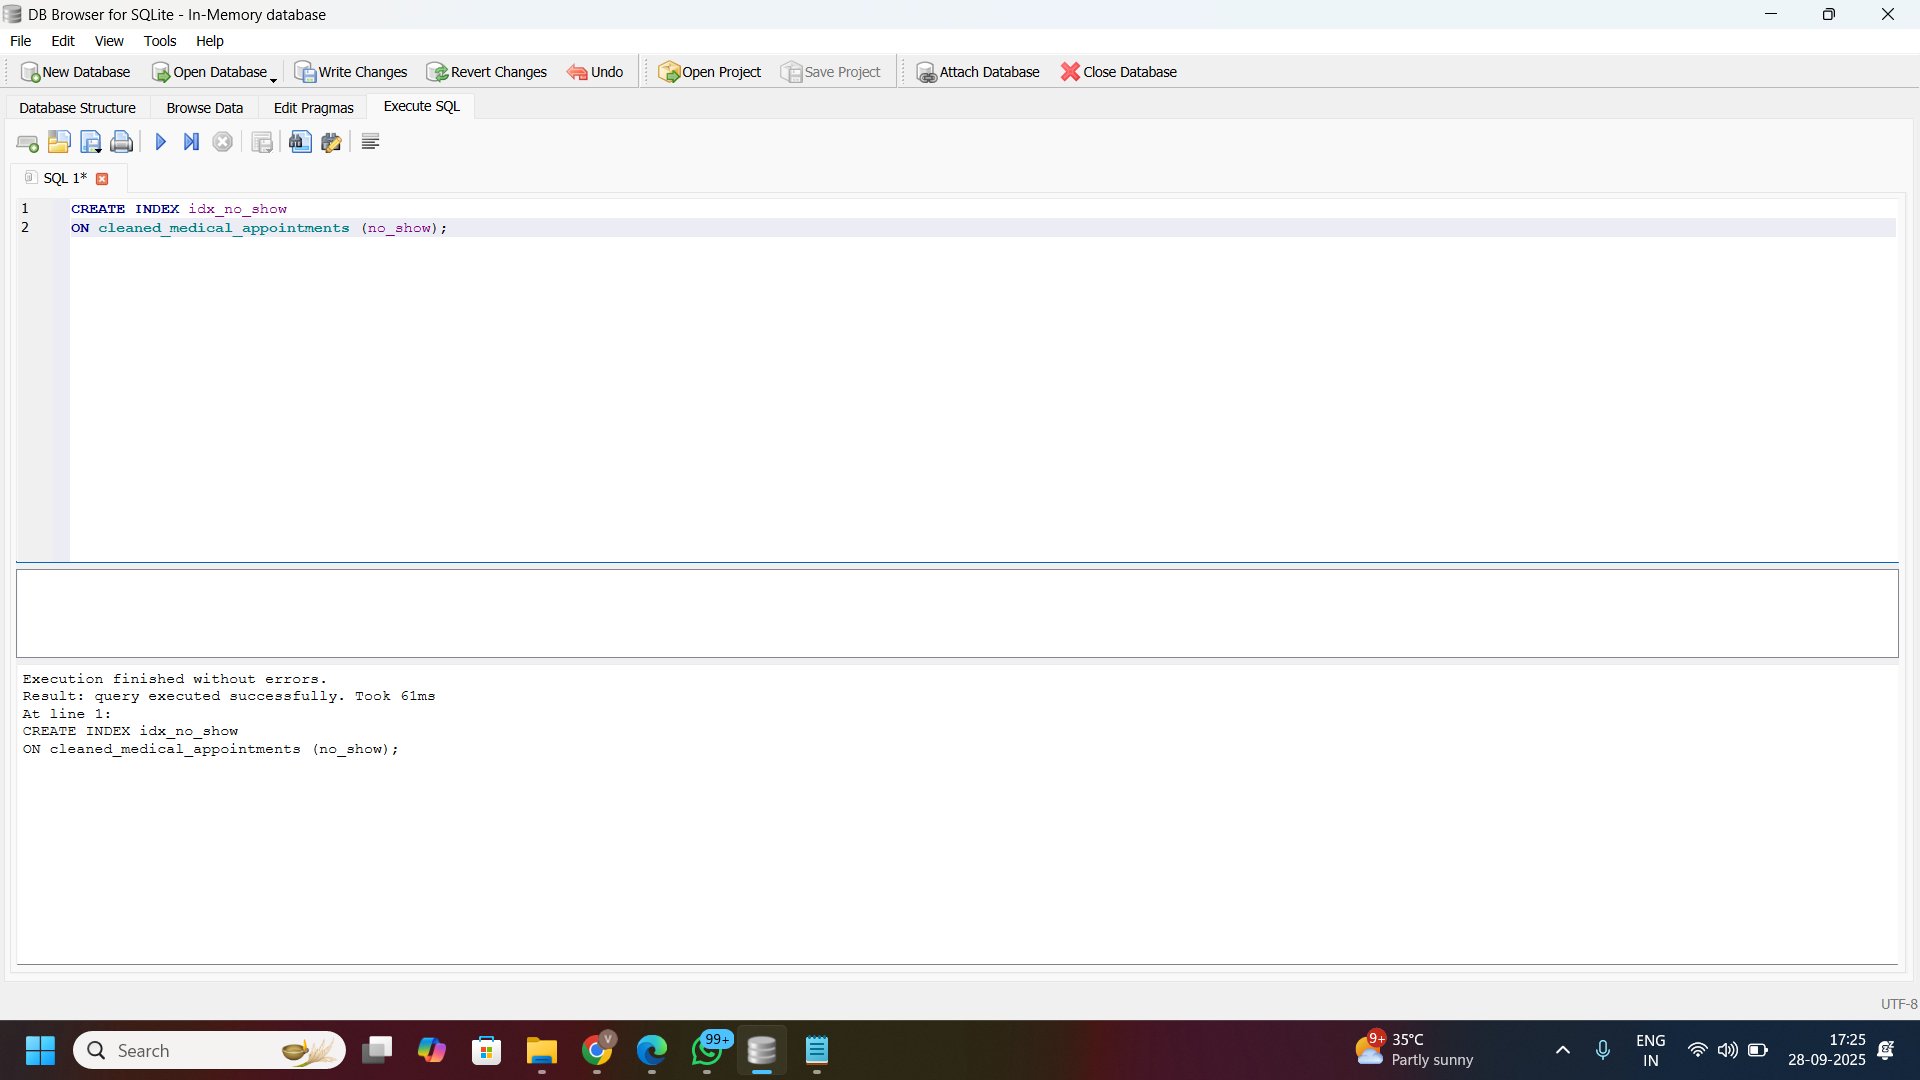 DB Browser for SQLite - In-Memory database
File Edit View Tools Help
New Database Open Database Write Changes Revert Changes Undo Open Project Save Project Attach Database Close Database
Database Structure Browse Data Edit Pragmas Execute SQL
SQL 1*
1 CREATE INDEX idx_no_show
2 ON cleaned_medical_appointments (no_show);
Execution finished without errors.
Result: query executed successfully. Took 61ms
At line 1:
CREATE INDEX idx_no_show
ON cleaned_medical_appointments (no_show);
UTF-8
Search
V
99+
9+
35°C
Partly sunny
ENG
IN
17:25
28-09-2025